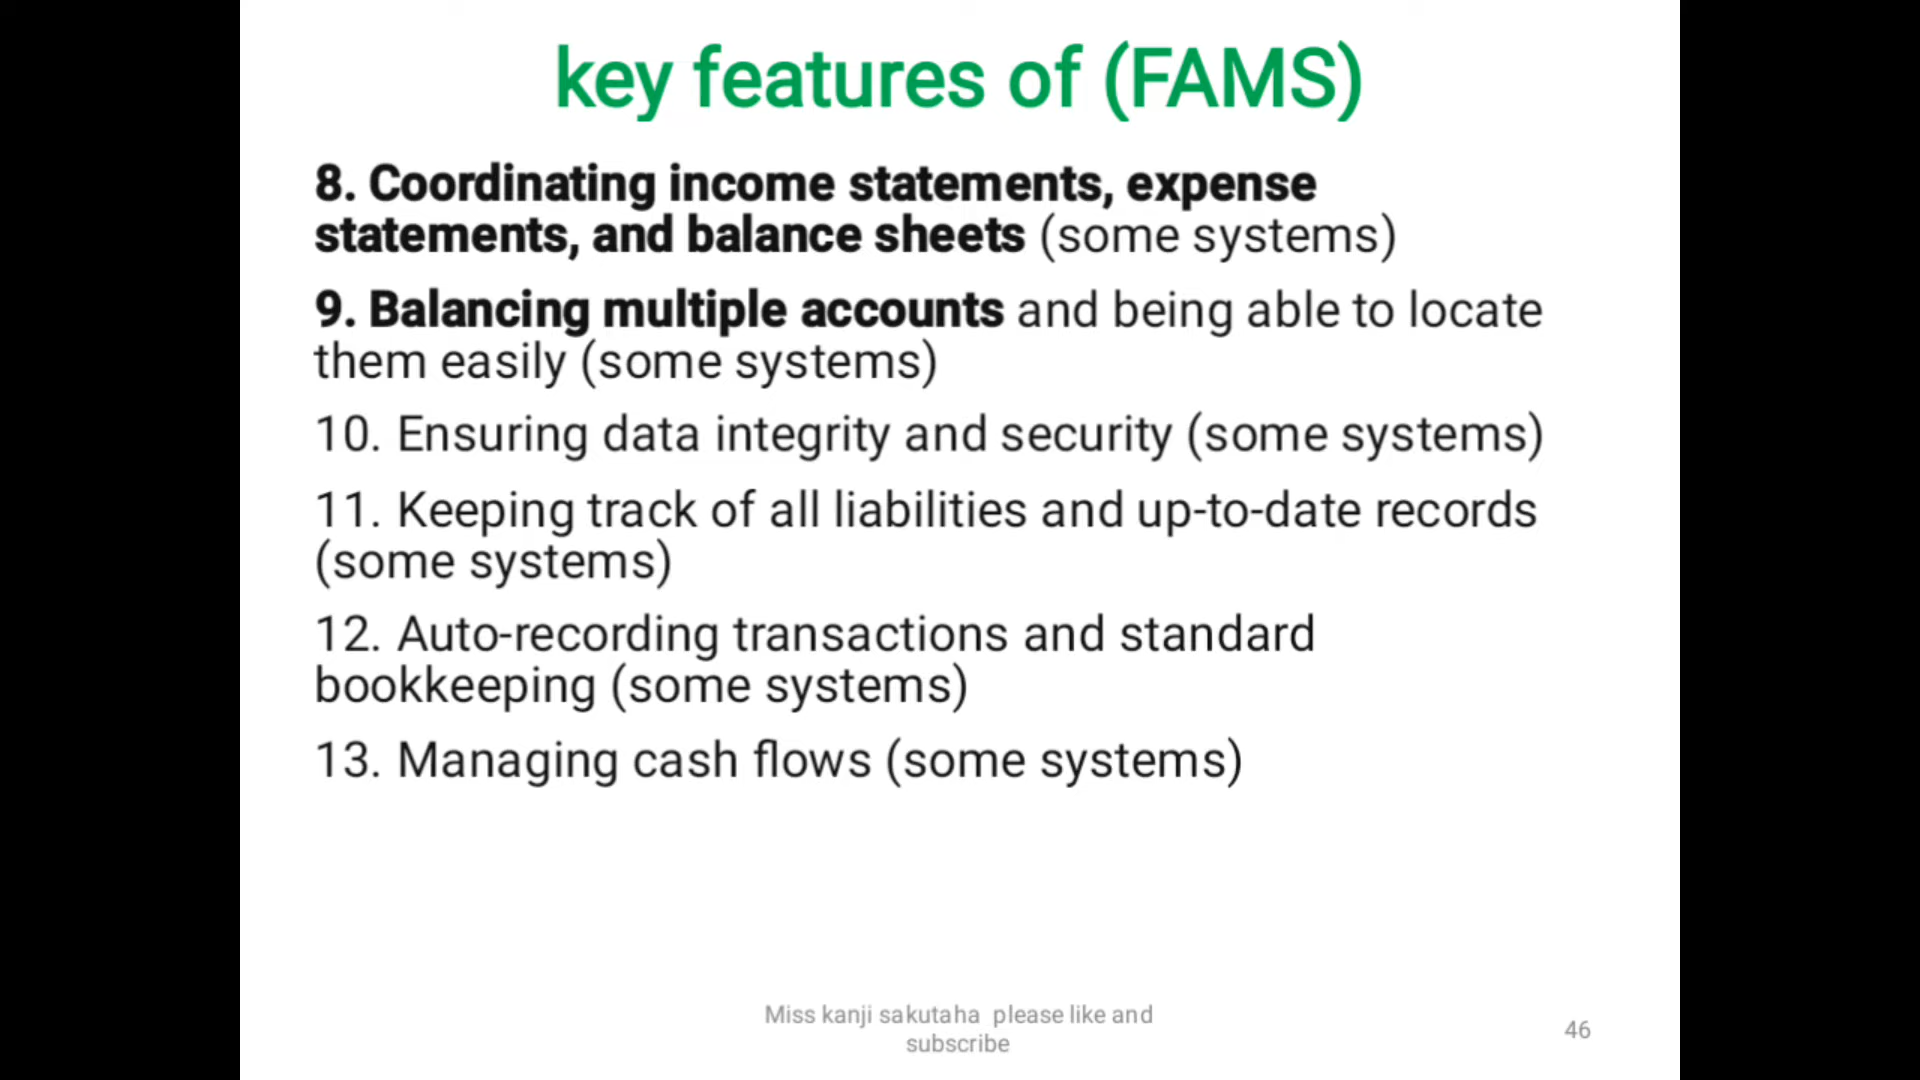 key features of (FAMS)
8. Coordinating income statements, expense
statements, and balance sheets (some systems)
9. Balancing multiple accounts and being able to locate
them easily (some systems)
10. Ensuring data integrity and security (some systems)
11. Keeping track of all liabilities and up-to-date records
(some systems)
12. Auto-recording transactions and standard
bookkeeping (some systems)
13. Managing cash flows (some systems)
Miss kanji sakutaha please like and
subscribe
46